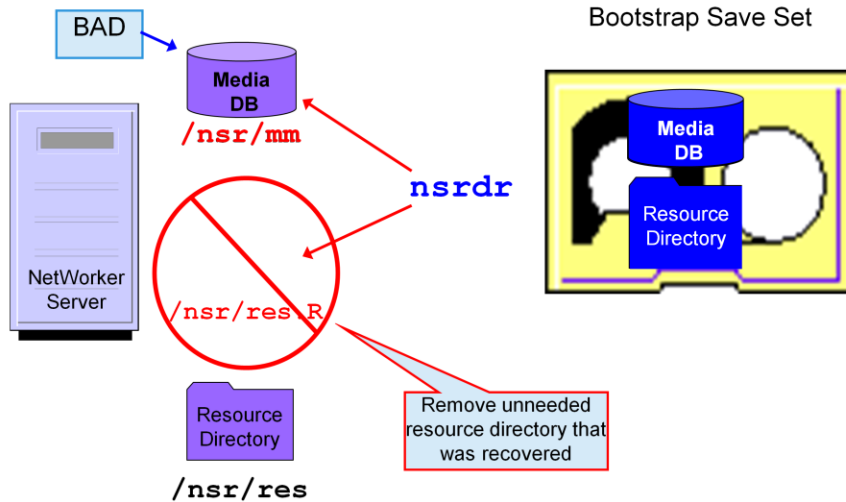 BAD
Bootstrap Save Set
Media
DB
/nsr/mm
Media
DB
nsrdr
Resource
Directory
NetWorker
Server
/nsr/res.R
Remove unneeded
resource directory that
was recovered
Resource
Directory
/nsr/res